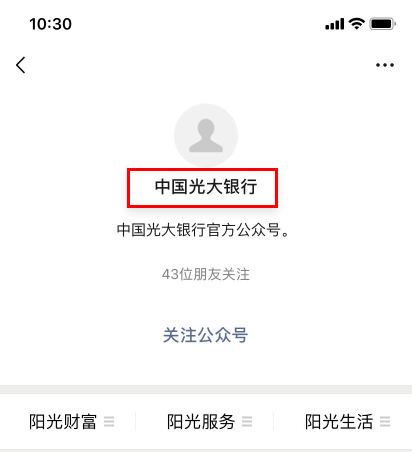 10:30
中国光大银行
中国光大银行官方公众号。
43位朋友关注
关注公众号
阳光财富 阳光服务 阳光生活